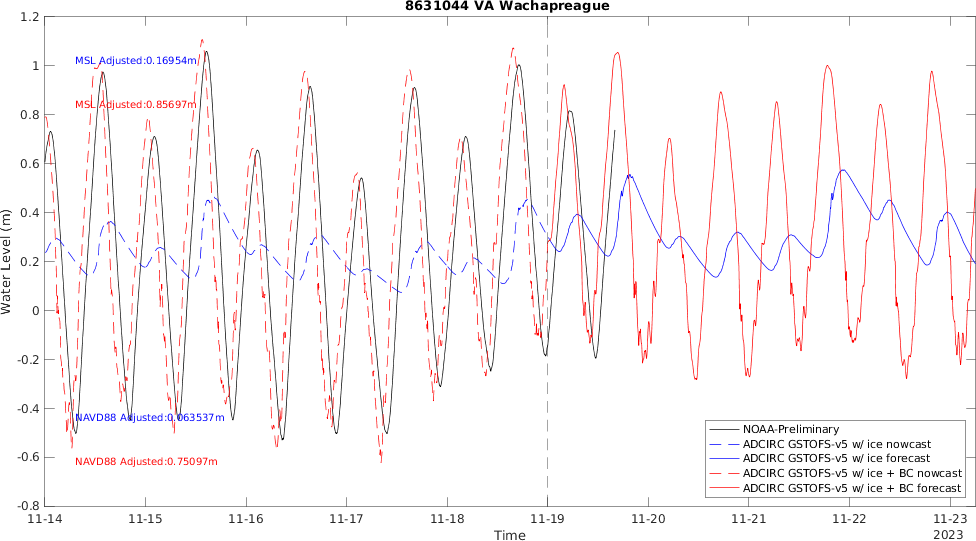 8631044 VA Wachapreague
1.2
1
0.8
0.6
0.4
0.2
0
-0.2
-0.4
-0.6
-0.8
Water Level (m)
MSL Adjusted:0.16954m
MSL Adjusted:0.85697m
NAVD88 Adjusted:0.063537m
NAVD88 Adjusted:0.75097m
NOAA-Preliminary
ADCIRC GSTOFS-v5 w/ ice nowcast
ADCIRC GSTOFS-v5 w/ ice forecast
ADCIRC GSTOFS-v5 w/ ice + BC nowcast
ADCIRC GSTOFS-v5 w/ ice + BC forecast
11-14 11-15 11-16 11-17 11-18 11-19 11-20 11-21 11-22 11-23
Time
2023